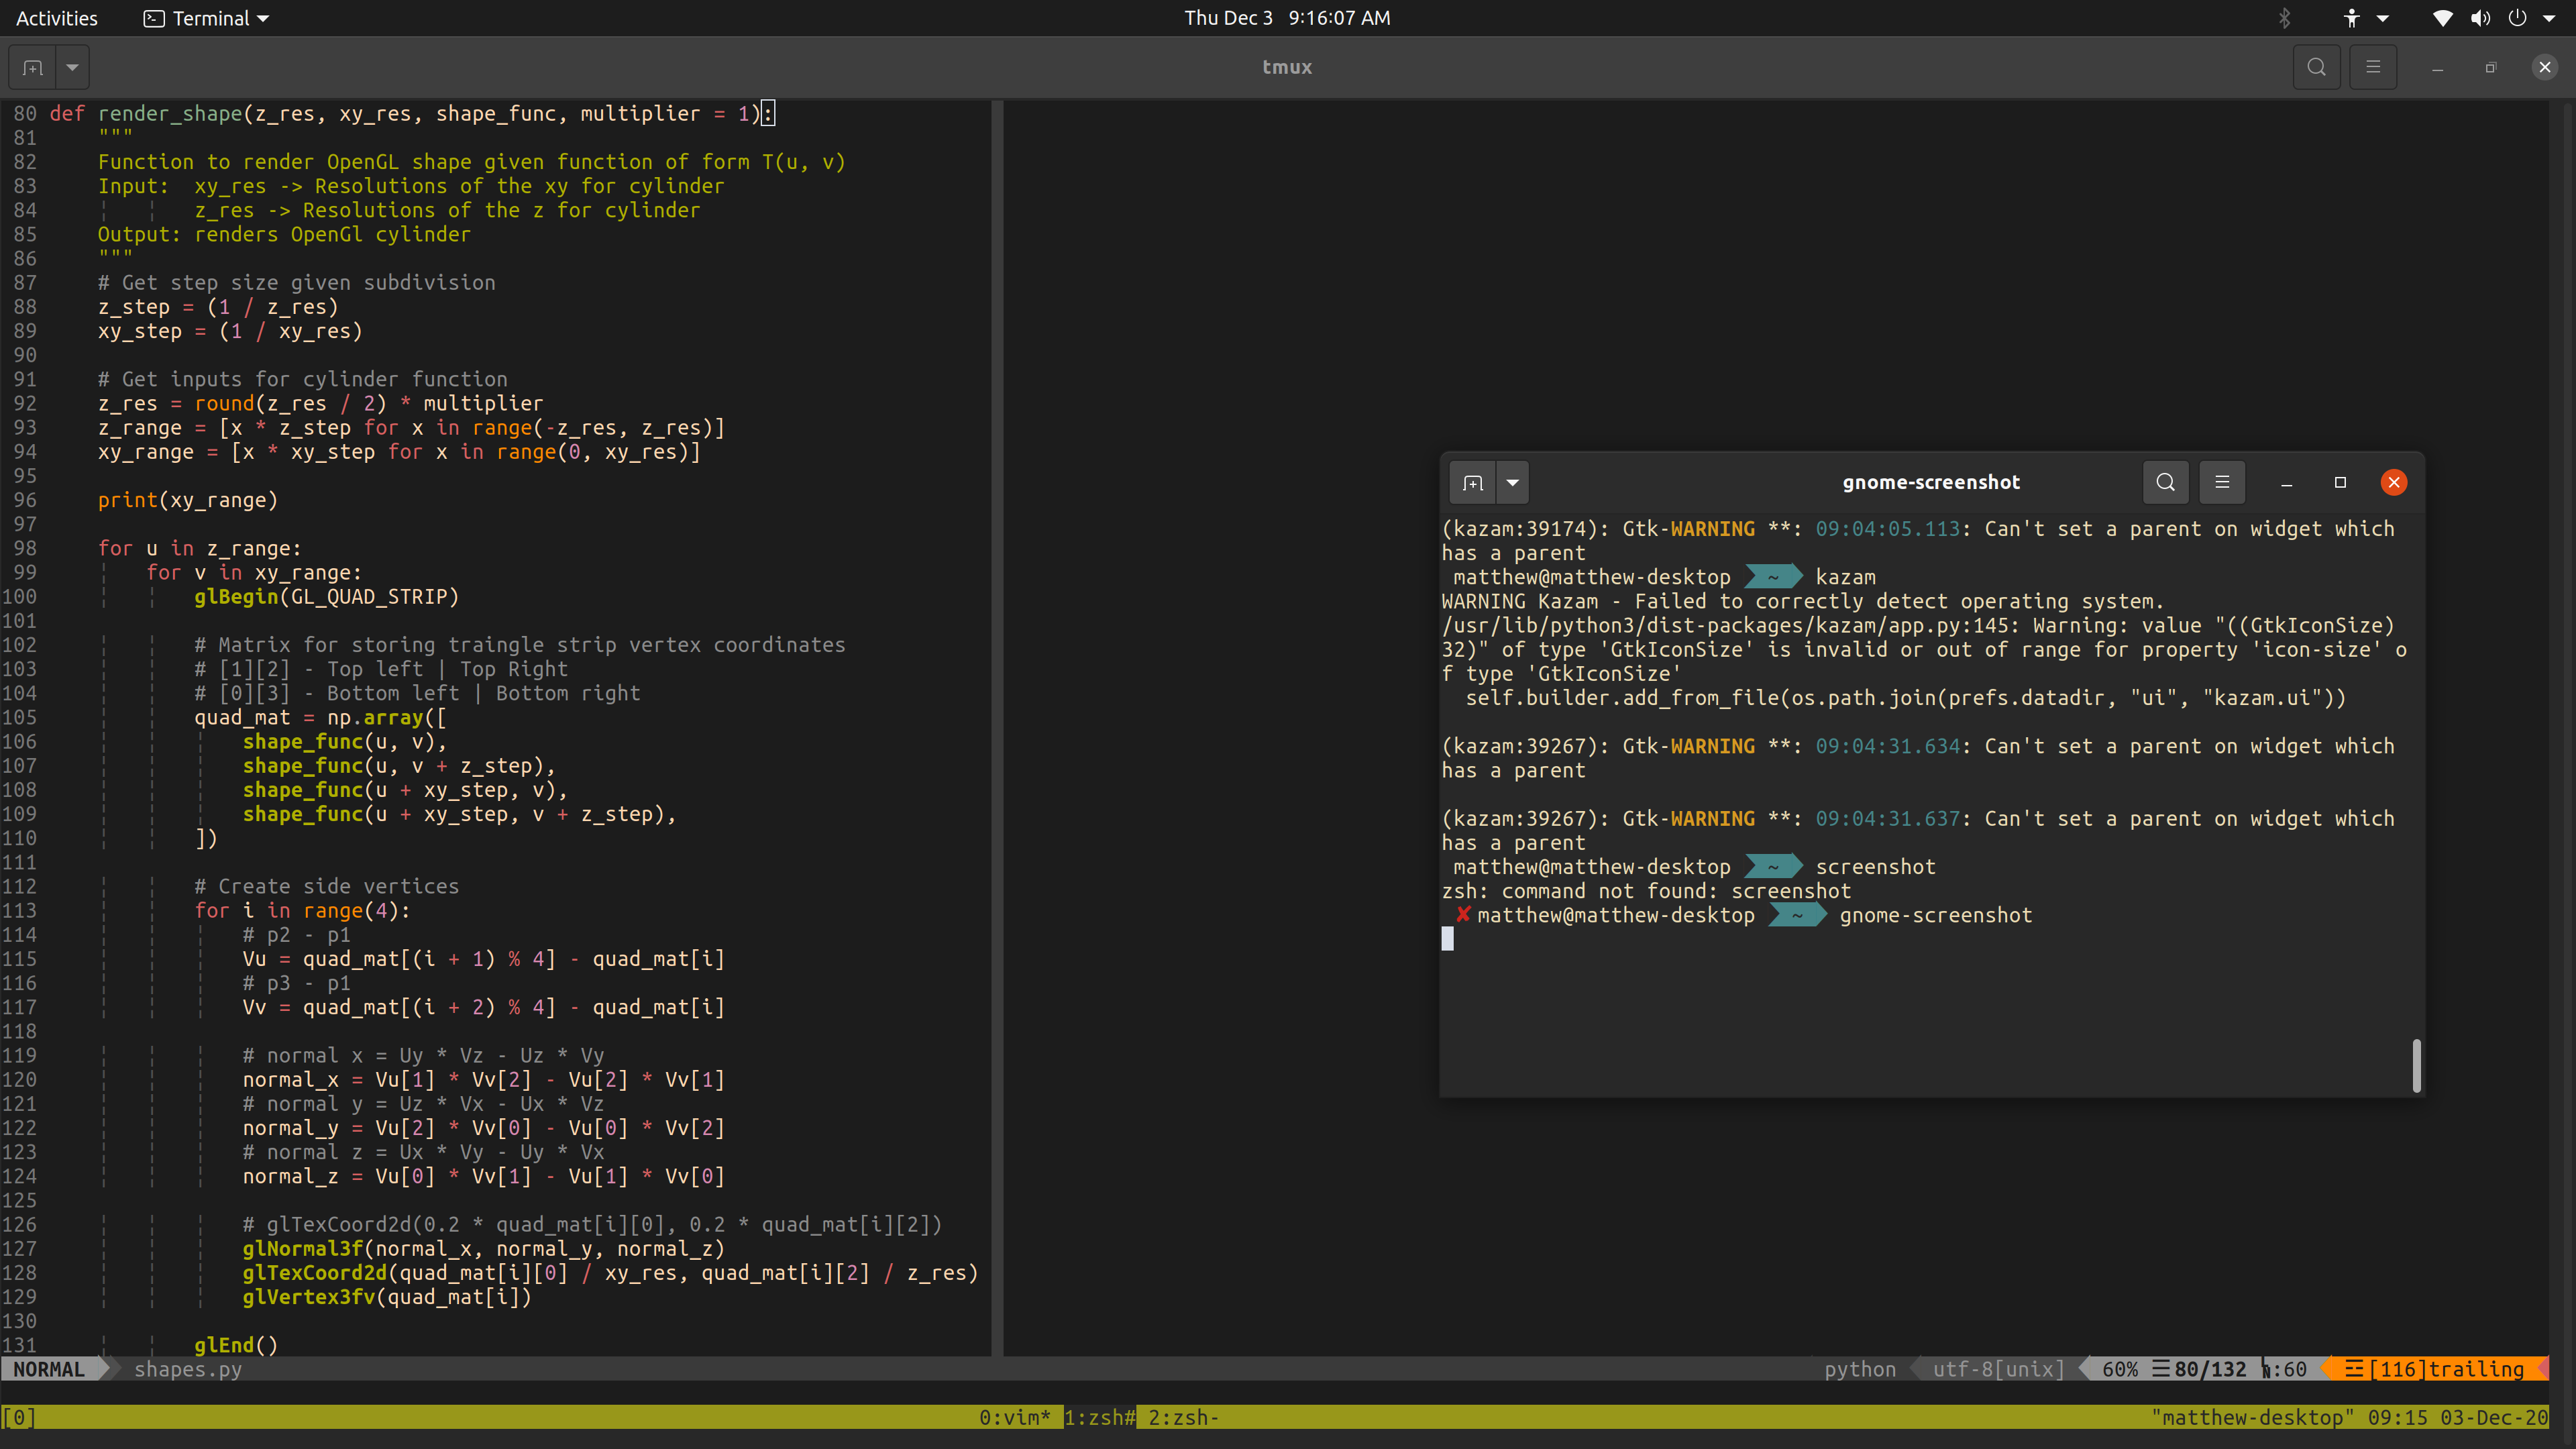 Activities Terminal Thu Dec 3 9:16:07 AM
tmux
80 def render_shape(z_res, xy_res, shape_func, multiplier = 1):
81 """
82 Function to render OpenGL shape given function of form T(u, v)
83 Input: xy_res -> Resolutions of the xy for cylinder
84 z_res -> Resolutions of the z for cylinder
85 Output: renders OpenGl cylinder
86 """
87 # Get step size given subdivision
88 z_step = (1 / z_res)
89 xy_step = (1 / xy_res)
90
91 # Get inputs for cylinder function
92 z_res = round(z_res / 2) * multiplier
93 z_range = [x * z_step for x in range(-z_res, z_res)]
94 xy_range = [x * xy_step for x in range(0, xy_res)]
95
96 print(xy_range)
97
98 for u in z_range:
99 for v in xy_range:
100 glBegin(GL_QUAD_STRIP)
101
102 # Matrix for storing traingle strip vertex coordinates
103 # [1][2] - Top left | Top Right
104 # [0][3] - Bottom left | Bottom right
105 quad_mat = np.array([
106 shape_func(u, v),
107 shape_func(u, v + z_step),
108 shape_func(u + xy_step, v),
109 shape_func(u + xy_step, v + z_step),
110 ])
111
112 # Create side vertices
113 for i in range(4):
114 # p2 - p1
115 Vu = quad_mat[(i + 1) % 4] - quad_mat[i]
116 # p3 - p1
117 Vv = quad_mat[(i + 2) % 4] - quad_mat[i]
118
119 # normal x = Uy * Vz - Uz * Vy
120 normal_x = Vu[1] * Vv[2] - Vu[2] * Vv[1]
121 # normal y = Uz * Vx - Ux * Vz
122 normal_y = Vu[2] * Vv[0] - Vu[0] * Vv[2]
123 # normal z = Ux * Vy - Uy * Vx
124 normal_z = Vu[0] * Vv[1] - Vu[1] * Vv[0]
125
126 # glTexCoord2d(0.2 * quad_mat[i][0], 0.2 * quad_mat[i][2])
127 glNormal3f(normal_x, normal_y, normal_z)
128 glTexCoord2d(quad_mat[i][0] / xy_res, quad_mat[i][2] / z_res)
129 glVertex3fv(quad_mat[i])
130
131 glEnd()
gnome-screenshot
(kazam:39174): Gtk-WARNING **: 09:04:05.113: Can't set a parent on widget which
has a parent
matthew@matthew-desktop ~ kazam
WARNING Kazam - Failed to correctly detect operating system.
/usr/lib/python3/dist-packages/kazam/app.py:145: Warning: value "((GtkIconSize)
32)" of type 'GtkIconSize' is invalid or out of range for property 'icon-size' o
f type 'GtkIconSize'
self.builder.add_from_file(os.path.join(prefs.datadir, "ui", "kazam.ui"))
(kazam:39267): Gtk-WARNING **: 09:04:31.634: Can't set a parent on widget which
has a parent
(kazam:39267): Gtk-WARNING **: 09:04:31.637: Can't set a parent on widget which
has a parent
matthew@matthew-desktop ~ screenshot
zsh: command not found: screenshot
✘ matthew@matthew-desktop ~ gnome-screenshot
NORMAL shapes.py python utf-8[unix] 60% ☰ 80/132 :60 ☲ [116]trailing
[0] 0:vim* 1:zsh# 2:zsh- "matthew-desktop" 09:15 03-Dec-20